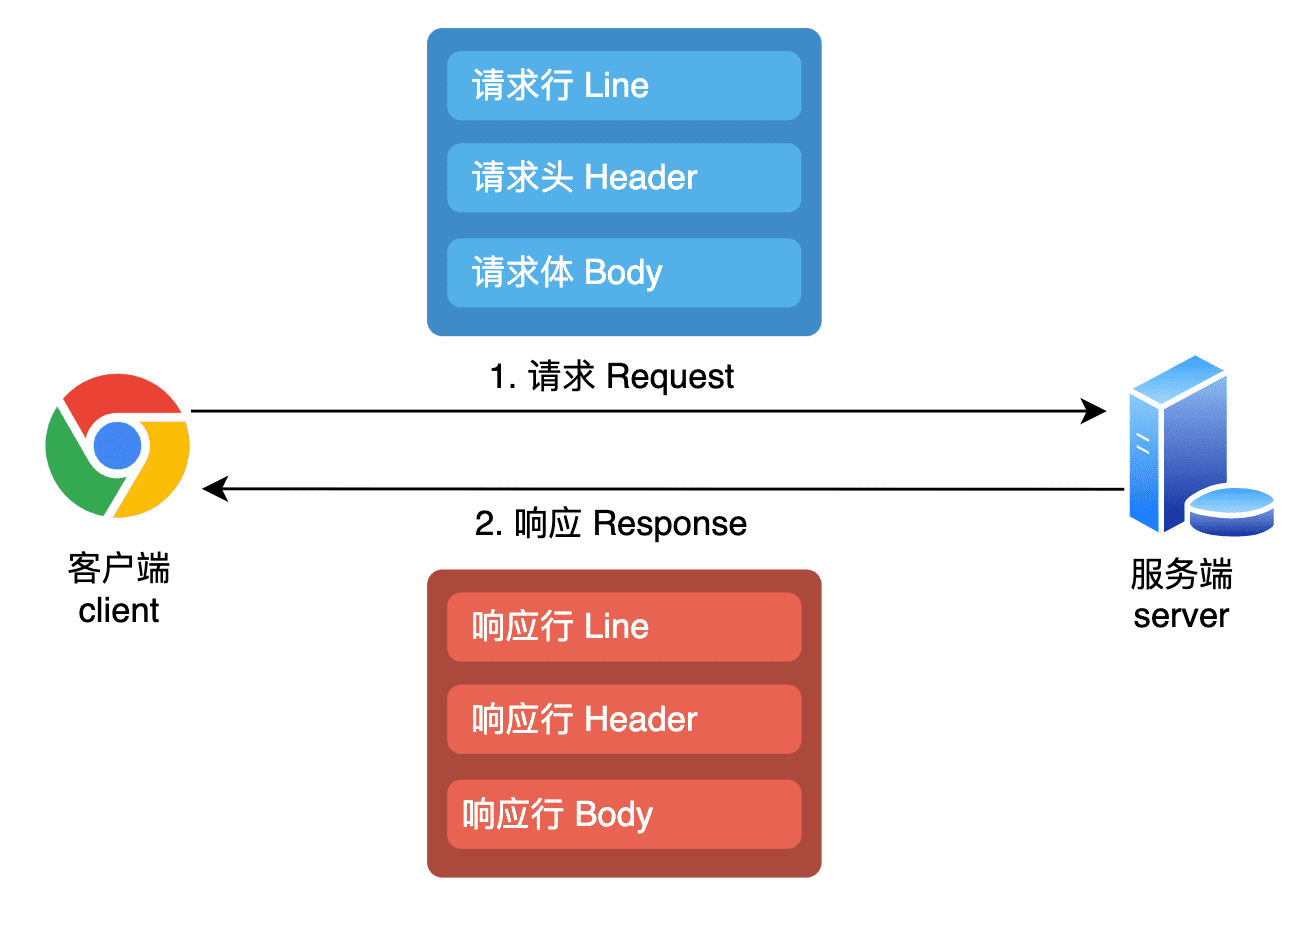 请求行 Line
请求头 Header
请求体 Body
1. 请求 Request
2. 响应 Response
客户端
client
服务端
server
响应行 Line
响应行 Header
响应行 Body